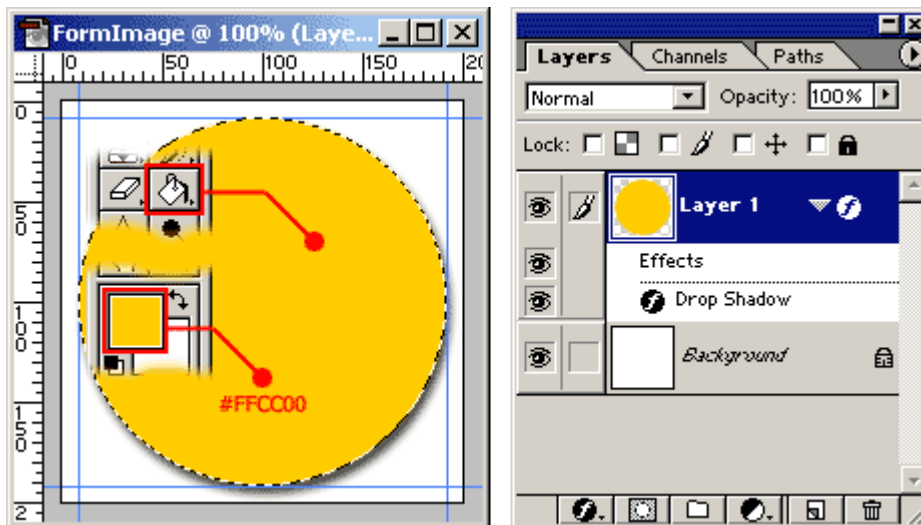 FormImage @ 100% (Laye...
0 50 100 150 20
0
50
100
150
2
#FFCC00
Layers Channels Paths
Normal Opacity: 100%
Lock:
Layer 1
Effects
Drop Shadow
Background